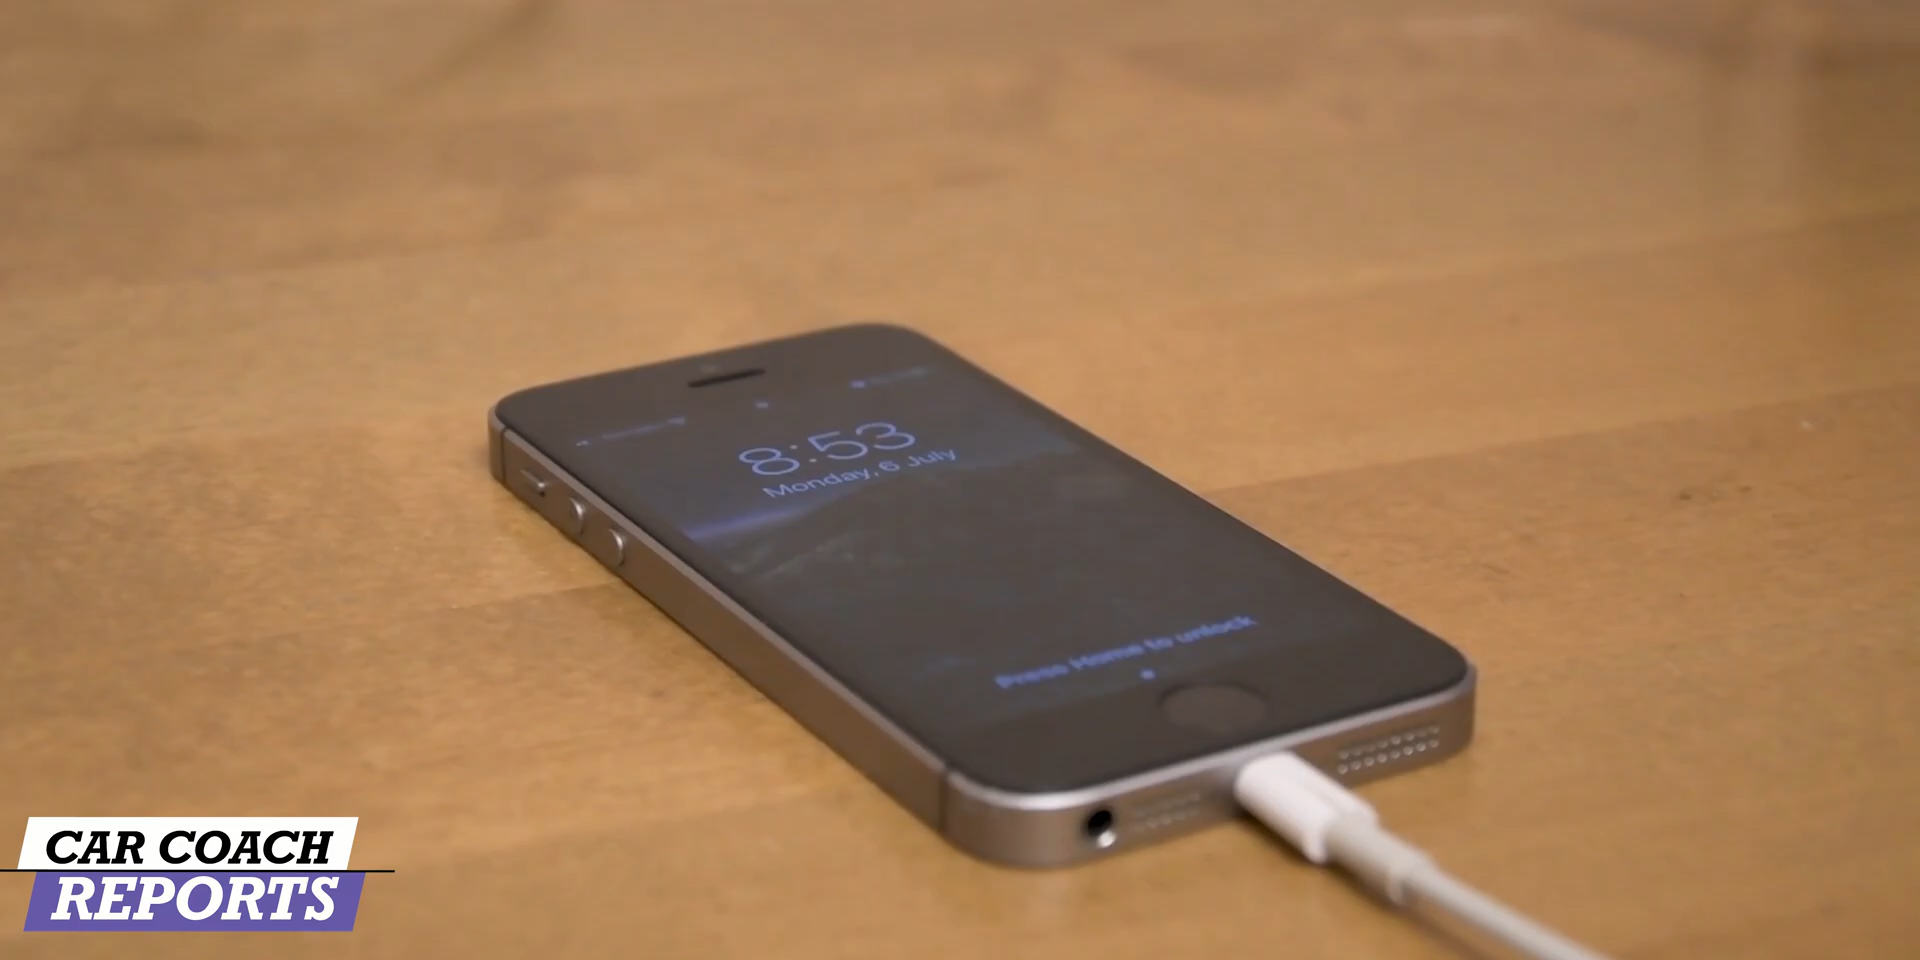 8:53
Monday, 6 July
Press Home to unlock
CAR COACH
REPORTS